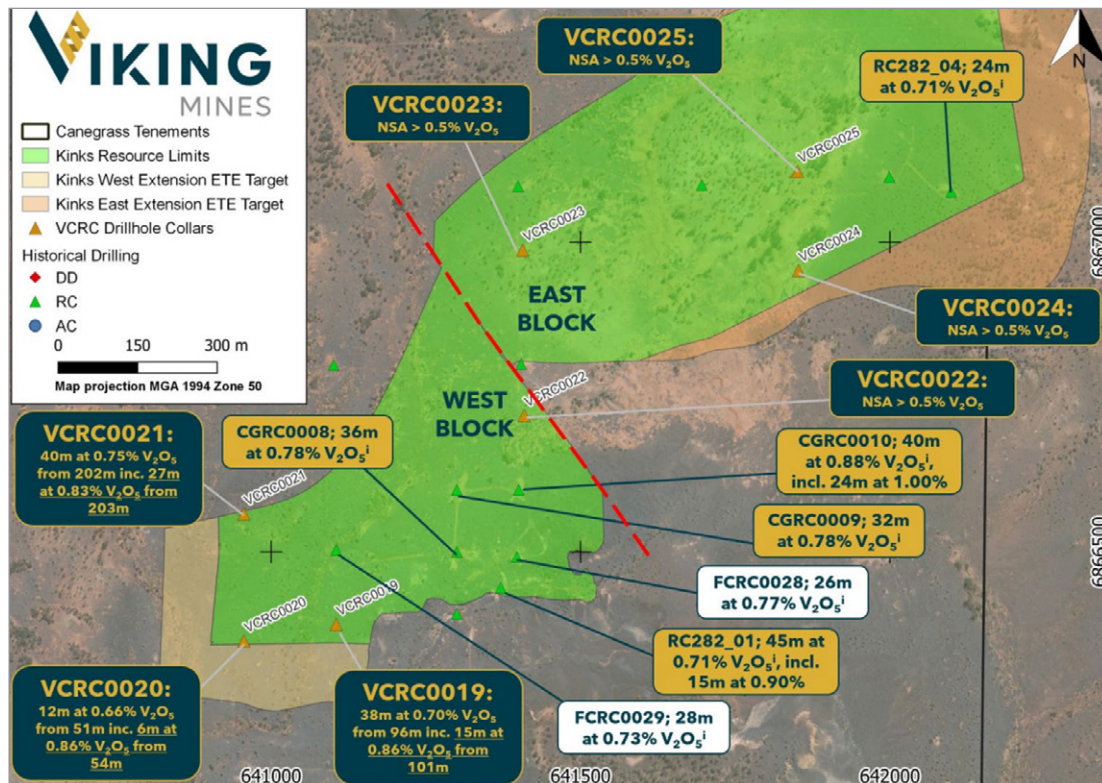 VIKING
MINES
Canegrass Tenements
Kinks Resource Limits
Kinks West Extension ETE Target
Kinks East Extension ETE Target
VCRC Drillhole Collars
Historical Drilling
DD
RC
AC
0 150 300 m
Map projection MGA 1994 Zone 50
VCRC0025:
NSA > 0.5% V₂O₅
N
RC282_04; 24m
at 0.71% V₂O₅ⁱ
VCRC0023:
NSA > 0.5% V₂O₅
VCRC0025
VCRC0023
VCRC0024
6867000
EAST
BLOCK
VCRC0024:
NSA > 0.5% V₂O₅
VCRC0022
WEST
BLOCK
VCRC0022:
NSA > 0.5% V₂O₅
VCRC0021:
40m at 0.75% V₂O₅
from 202m inc. 27m
at 0.83% V₂O₅ from
203m
CGRC0008; 36m
at 0.78% V₂O₅ⁱ
CGRC0010; 40m
at 0.88% V₂O₅ⁱ,
incl. 24m at 1.00%
VCRC0021
CGRC0009; 32m
at 0.78% V₂O₅ⁱ
6866500
FCRC0028; 26m
at 0.77% V₂O₅ⁱ
VCRC0020
VCRC0019
RC282_01; 45m at
0.71% V₂O₅ⁱ, incl.
15m at 0.90%
VCRC0020:
12m at 0.66% V₂O₅
from 51m inc. 6m at
0.86% V₂O₅ from
54m
VCRC0019:
38m at 0.70% V₂O₅
from 96m inc. 15m at
0.86% V₂O₅ from
101m
FCRC0029; 28m
at 0.73% V₂O₅ⁱ
641000 641500 642000